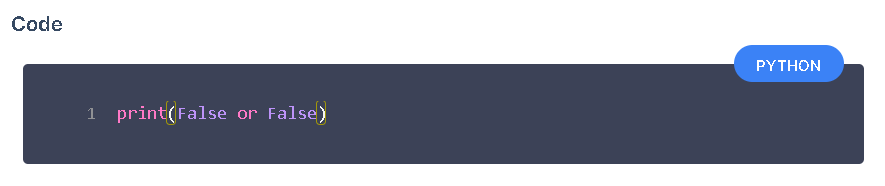 Code
PYTHON
1 print(False or False)